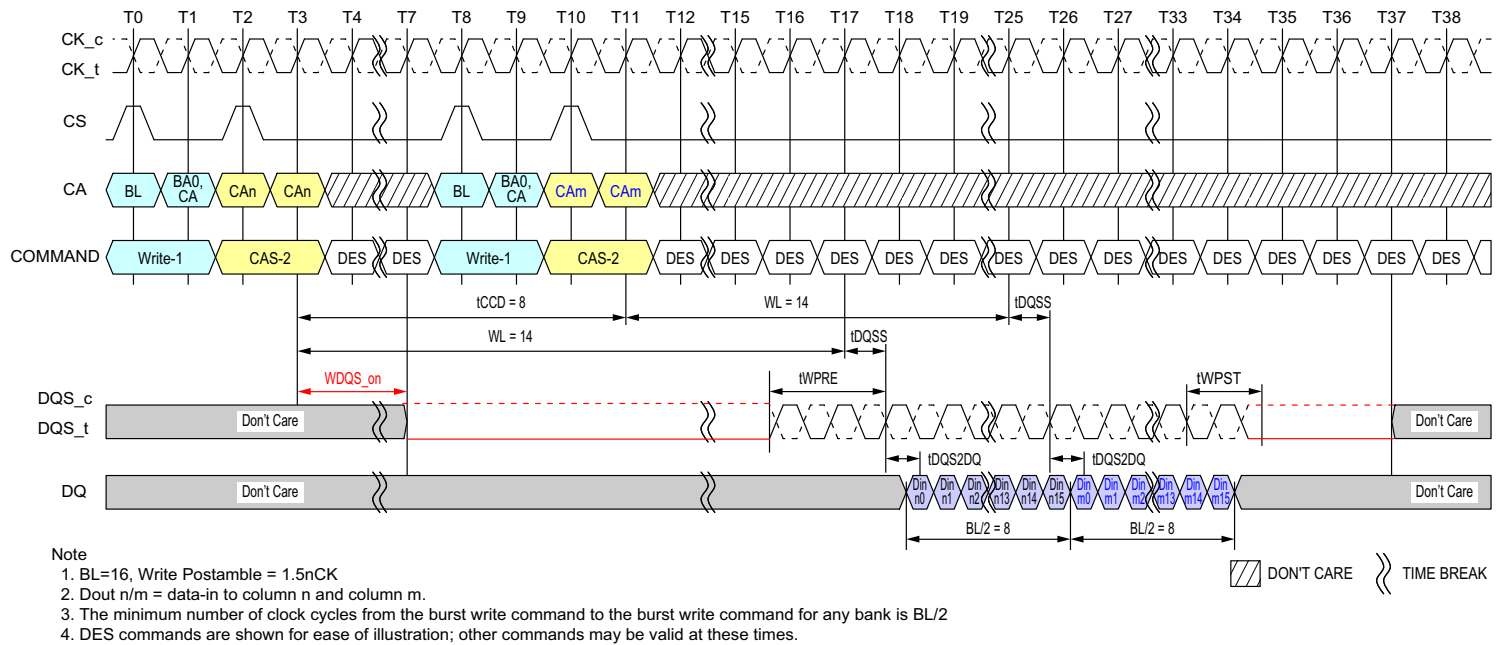 T0 T1 T2 T3 T4 T7 T8 T9 T10 T11 T12 T15 T16 T17 T18 T19 T25 T26 T27 T33 T34 T35 T36 T37 T38
CK_c
CK_t
CS
CA BL BA0, CA CAn CAn BL BA0, CA CAm CAm
COMMAND Write-1 CAS-2 DES DES Write-1 CAS-2 DES DES DES DES DES DES DES DES DES DES DES DES DES DES DES
tCCD = 8 WL = 14 tDQSS
WL = 14 tDQSS
WDQS_on tWPRE tWPST
DQS_c
DQS_t Don't Care Don't Care
tDQS2DQ tDQS2DQ
DQ Don't Care Din n0 Din n1 Din n2 Din n13 Din n14 Din n15 Din m0 Din m1 Din m2 Din m13 Din m14 Din m15 Don't Care
BL/2 = 8 BL/2 = 8
Note
1. BL=16, Write Postamble = 1.5nCK
2. Dout n/m = data-in to column n and column m.
3. The minimum number of clock cycles from the burst write command to the burst write command for any bank is BL/2
4. DES commands are shown for ease of illustration; other commands may be valid at these times.
DON'T CARE TIME BREAK